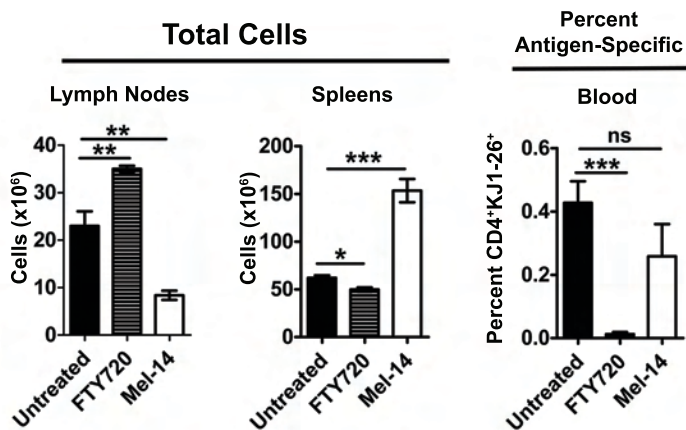 Total Cells
Percent
Antigen-Specific
Lymph Nodes
Cells (x10⁶)
40
30
20
10
0
**
**
Untreated
FTY720
Mel-14
Spleens
Cells (x10⁶)
200
150
100
50
0
***
*
Untreated
FTY720
Mel-14
Blood
Percent CD4⁺KJ1-26⁺
0.6
0.4
0.2
0.0
ns
***
Untreated
FTY720
Mel-14